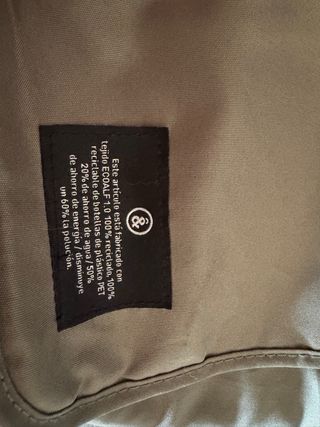 &
Este artículo está fabricado con
tejido ECOALF 1.0 100% reciclado, 100%
reciclable de botellas de plástico PET
20% de ahorro de agua / 50%
de ahorro de energía / disminuye
un 60% la polución.